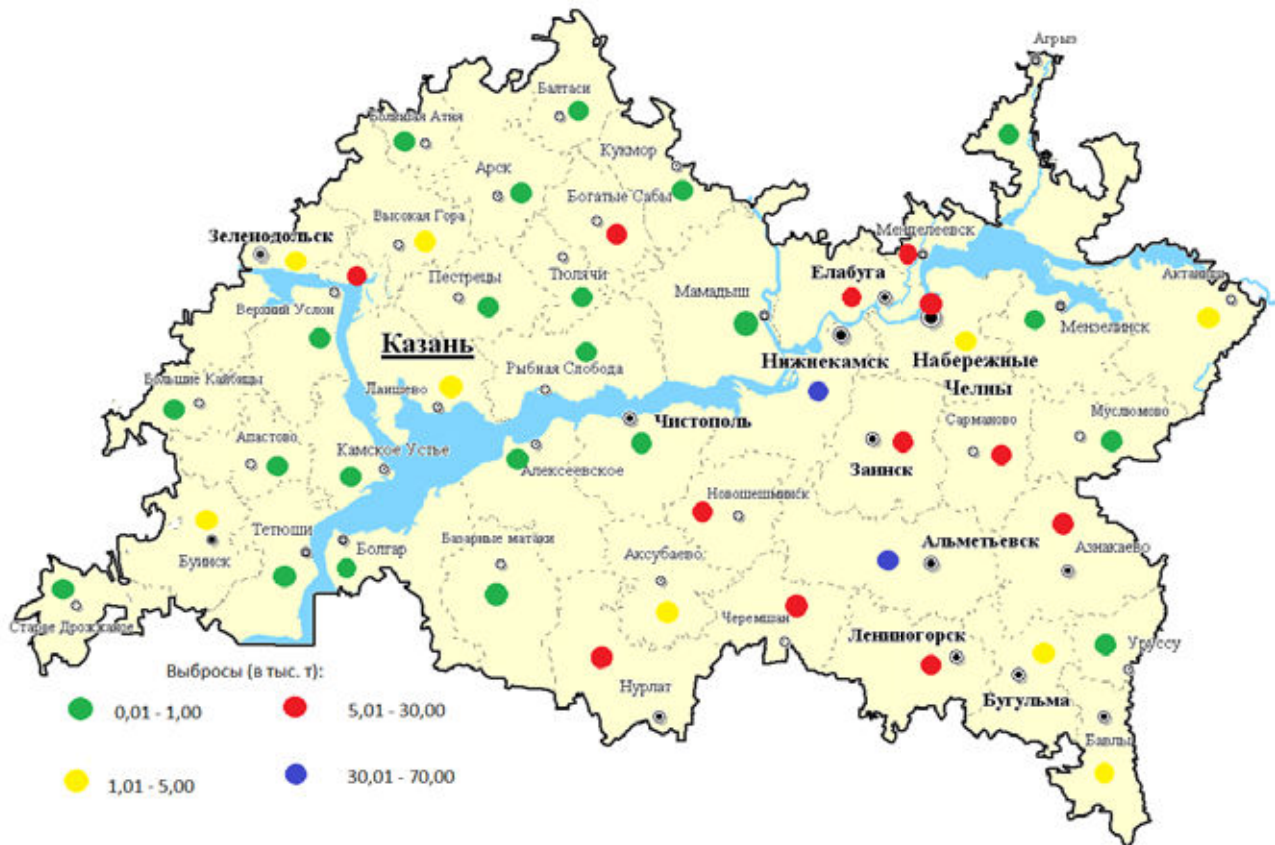 Агрыз
Балтаси
Большая Атня
Кукмор
Арск
Богатые Сабы
Высокая Гора
Зеленодольск
Менделеевск
Тюлячи
Елабуга
Пестрецы
Актаныш
Верхний Услон
Мамадыш
Мензелинск
Казань
Нижнекамск
Набережные
Челны
Рыбная Слобода
Большие Кайбицы
Лаишево
Чистополь
Сарманово
Муслюмово
Апастово
Камское Устье
Алексеевское
Заинск
Новошешминск
Тетюши
Болгар
Базарные матаки
Аксубаево
Альметьевск
Азнакаево
Буинск
Черемшан
Старое Дрожжаное
Лениногорск
Уруссу
Нурлат
Бугульма
Бавлы
Выбросы (в тыс. т):
0,01 - 1,00
5,01 - 30,00
1,01 - 5,00
30,01 - 70,00